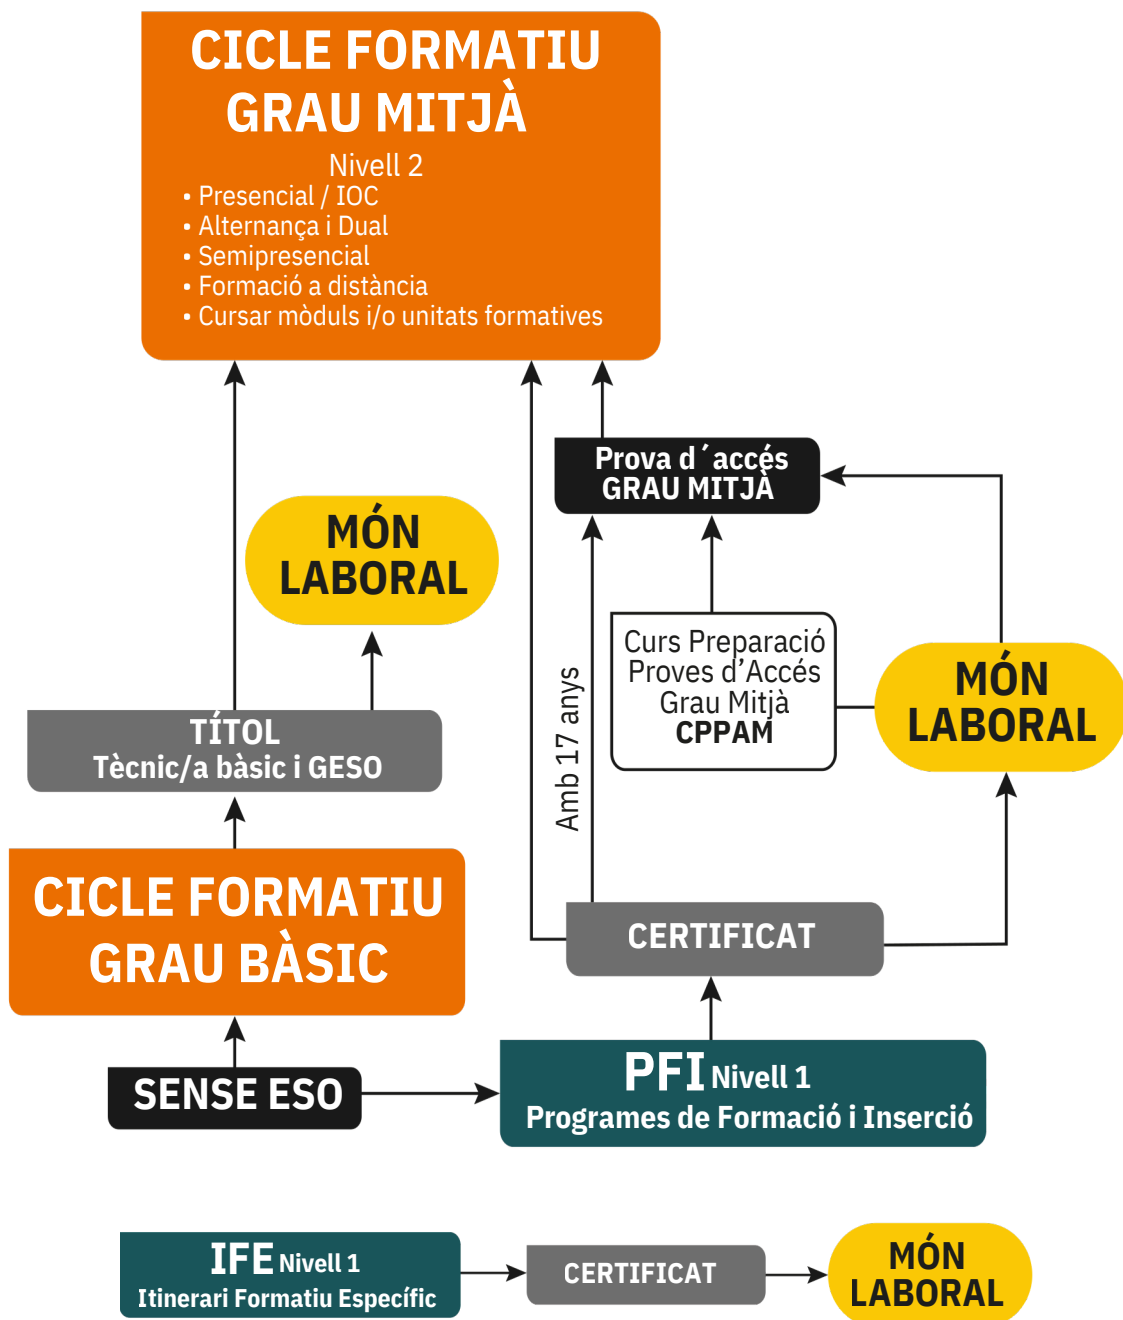 CICLE FORMATIU
GRAU MITJÀ
Nivell 2
• Presencial / IOC
• Alternança i Dual
• Semipresencial
• Formació a distància
• Cursar mòduls i/o unitats formatives
Prova d´accés
GRAU MITJÀ
MÓN
LABORAL
Curs Preparació
Proves d’Accés
Grau Mitjà
CPPAM
MÓN
LABORAL
Amb 17 anys
TÍTOL
Tècnic/a bàsic i GESO
CICLE FORMATIU
GRAU BÀSIC
CERTIFICAT
SENSE ESO
PFI Nivell 1
Programes de Formació i Inserció
IFE Nivell 1
Itinerari Formatiu Específic
CERTIFICAT
MÓN
LABORAL